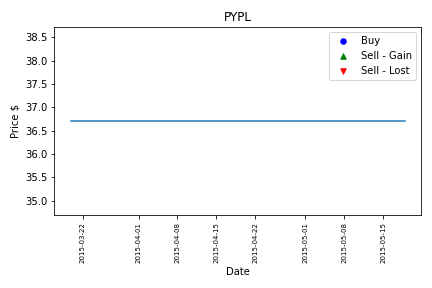 PYPL
38.5
38.0
37.5
37.0
36.5
36.0
35.5
35.0
Price $
Buy
Sell - Gain
Sell - Lost
2015-03-22
2015-04-01
2015-04-08
2015-04-15
2015-04-22
2015-05-01
2015-05-08
2015-05-15
Date